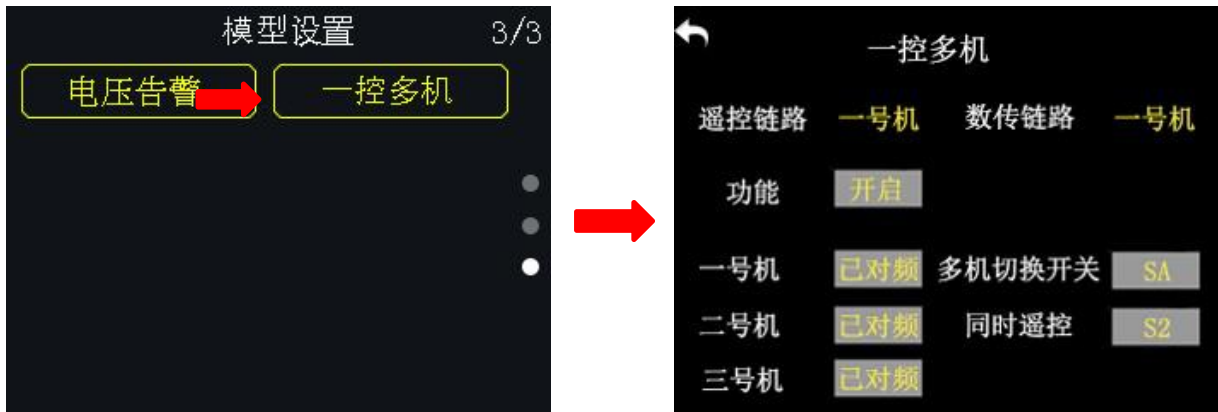 模型设置 3/3
电压告警 一控多机
一控多机
遥控链路 一号机 数传链路 一号机
功能 开启
一号机 已对频 多机切换开关 SA
二号机 已对频 同时遥控 S2
三号机 已对频